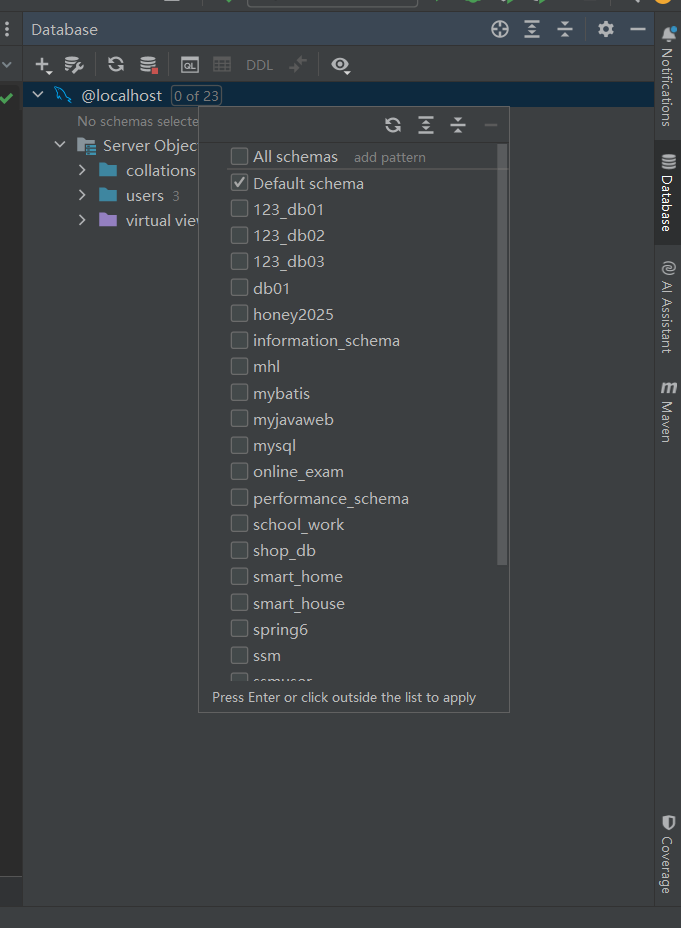 Database
QL
DDL
@localhost 0 of 23
No schemas selecte
Server Objec
collations
users 3
virtual vie
All schemas add pattern
Default schema
123_db01
123_db02
123_db03
db01
honey2025
information_schema
mhl
mybatis
myjavaweb
mysql
online_exam
performance_schema
school_work
shop_db
smart_home
smart_house
spring6
ssm
ssmuser
Press Enter or click outside the list to apply
Notifications
Database
AI Assistant
m
Maven
Coverage